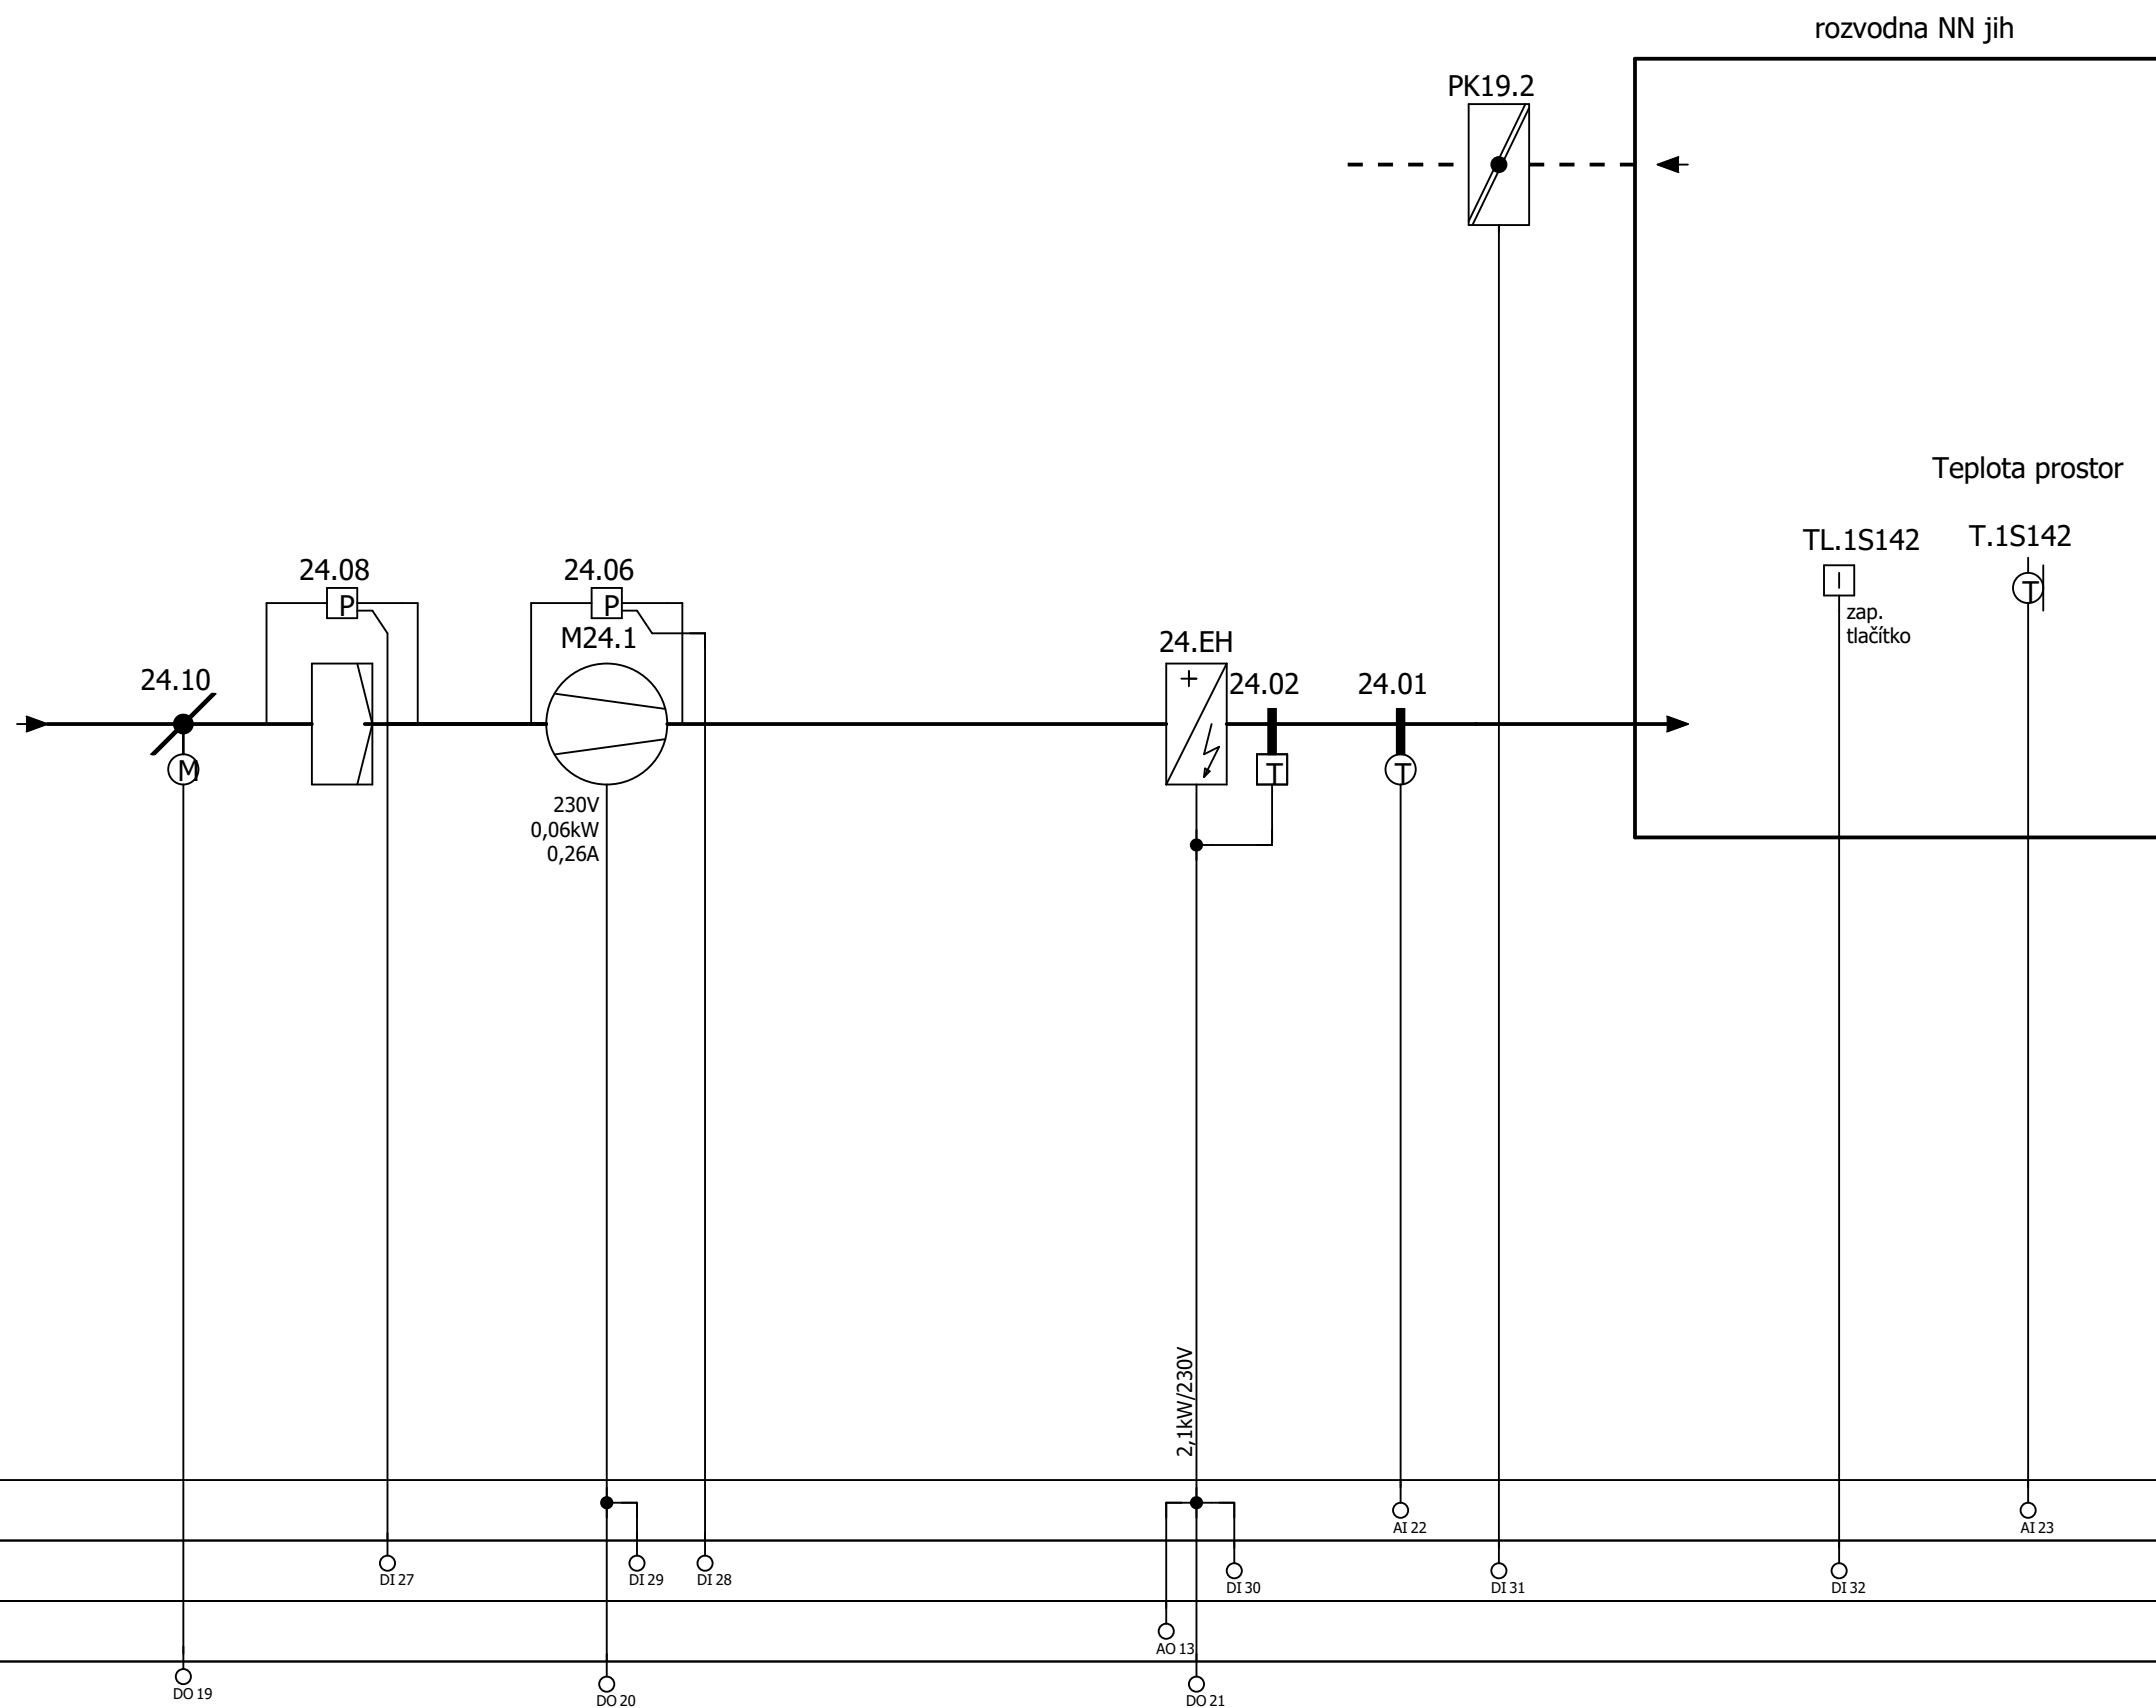 rozvodna NN jih
PK19.2
Teplota prostor
TL.1S142
T.1S142
I
T
zap.
tlačítko
24.08
24.06
P
P
M24.1
24.EH
24.10
+
24.02
24.01
M
T
T
230V
0,06kW
0,26A
2,1kW/230V
AI 22
AI 23
DI 27
DI 29
DI 28
DI 30
DI 31
DI 32
AO 13
DO 19
DO 20
DO 21